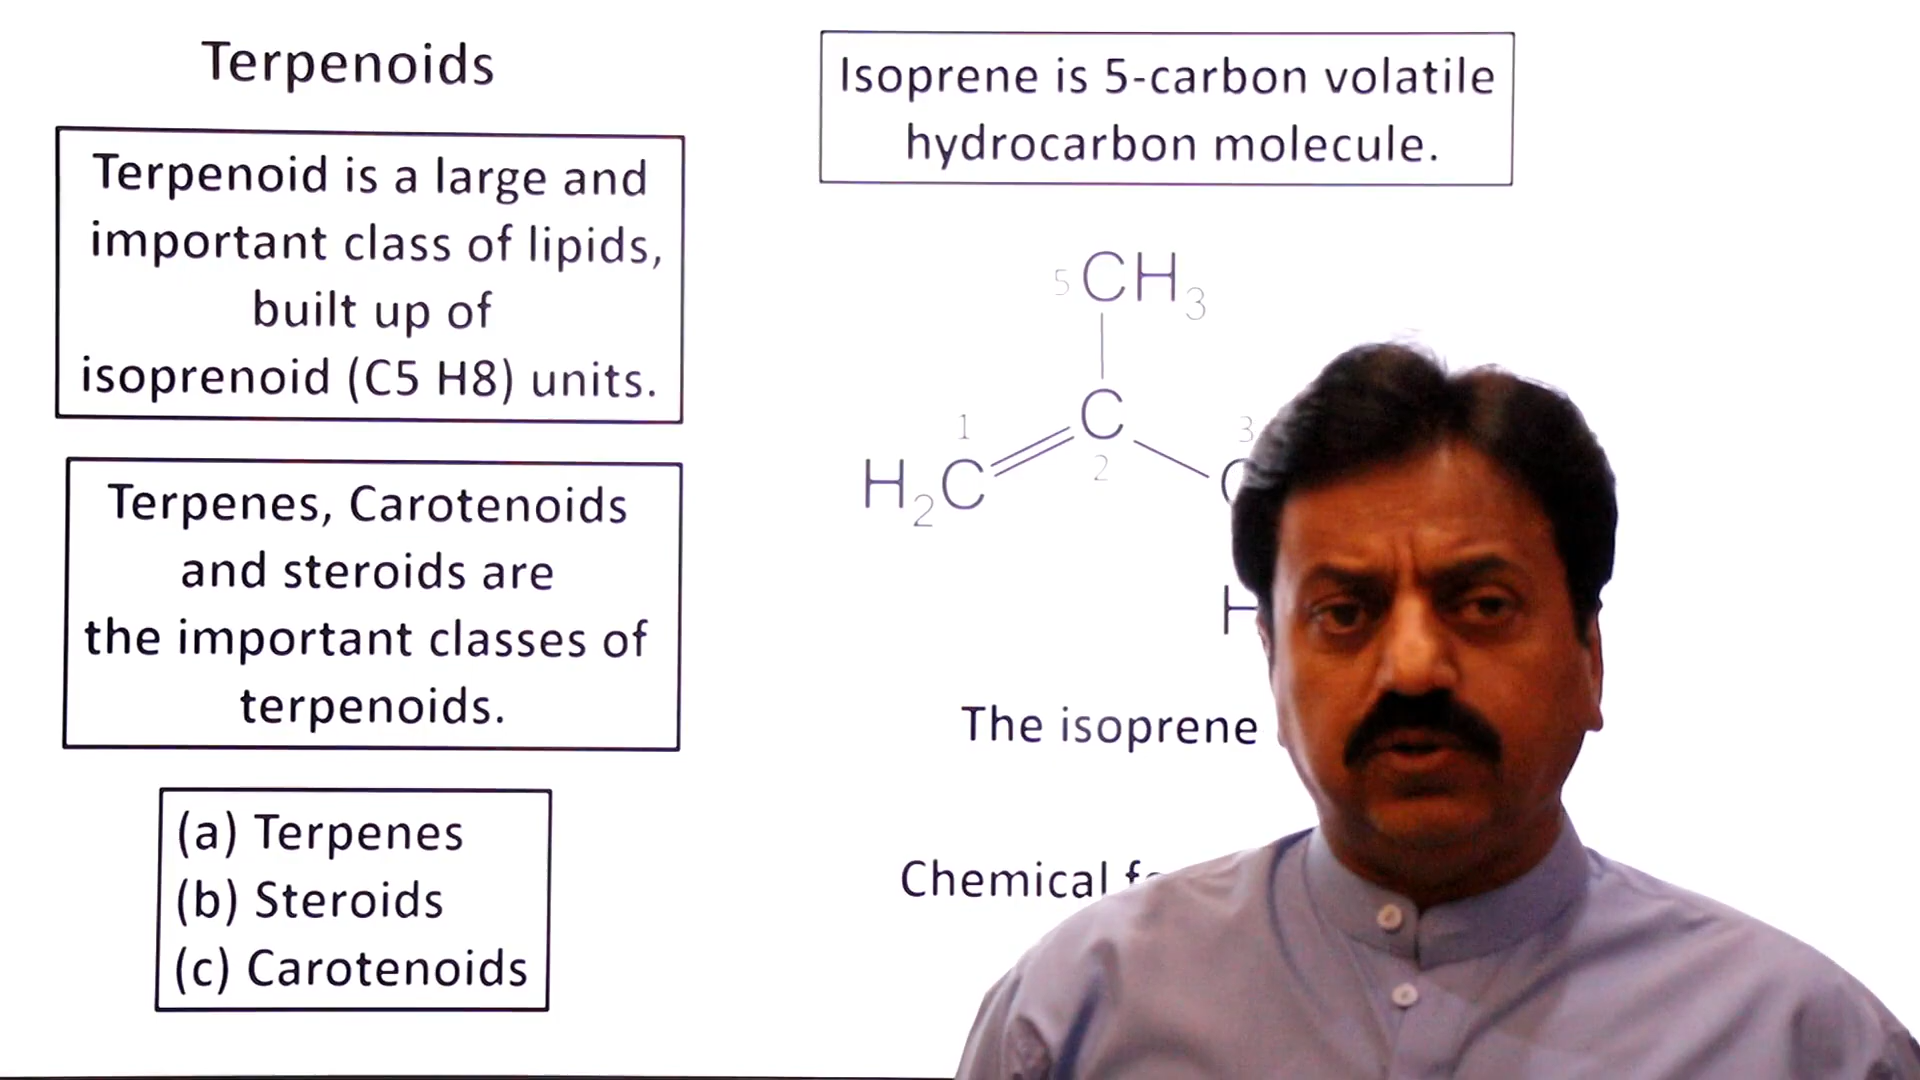 Terpenoids
Terpenoid is a large and
important class of lipids,
built up of
isoprenoid (C5 H8) units.
Terpenes, Carotenoids
and steroids are
the important classes of
terpenoids.
(a) Terpenes
(b) Steroids
(c) Carotenoids
Isoprene is 5-carbon volatile
hydrocarbon molecule.
5 CH3
1 C 3
H2C 2
H
The isoprene
Chemical